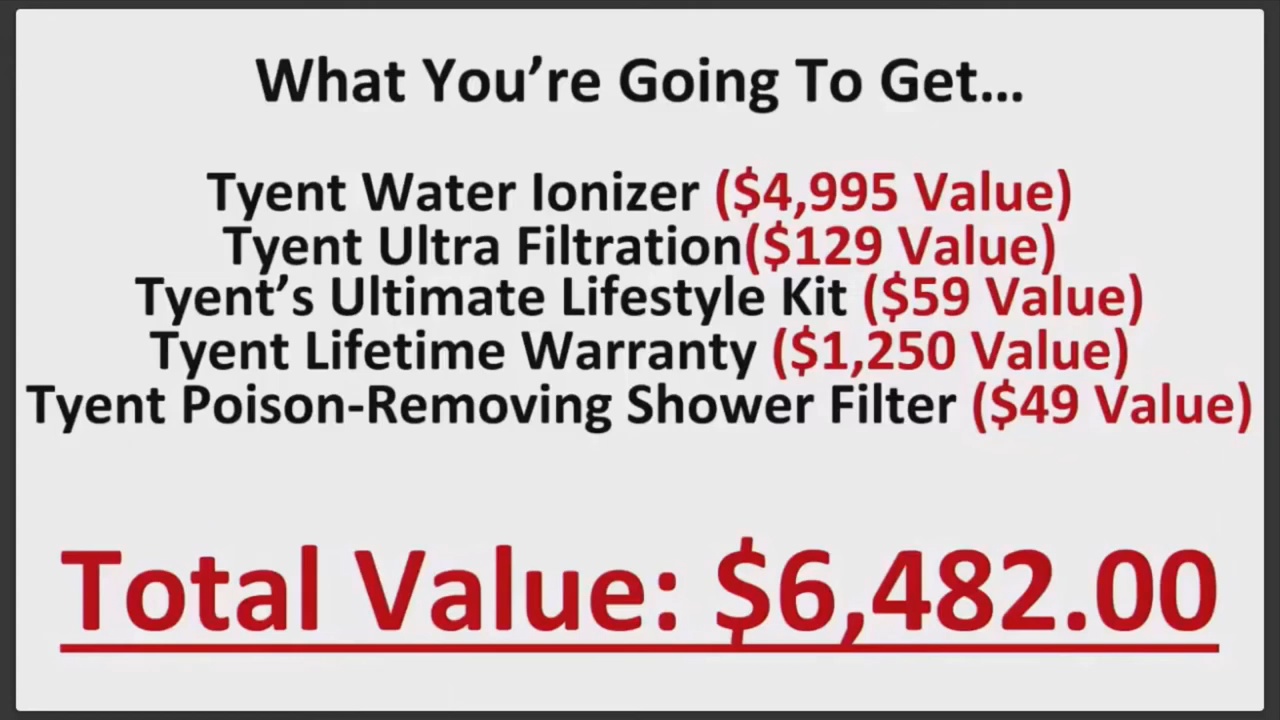 What You’re Going To Get...
Tyent Water Ionizer ($4,995 Value)
Tyent Ultra Filtration($129 Value)
Tyent’s Ultimate Lifestyle Kit ($59 Value)
Tyent Lifetime Warranty ($1,250 Value)
Tyent Poison-Removing Shower Filter ($49 Value)
Total Value: $6,482.00